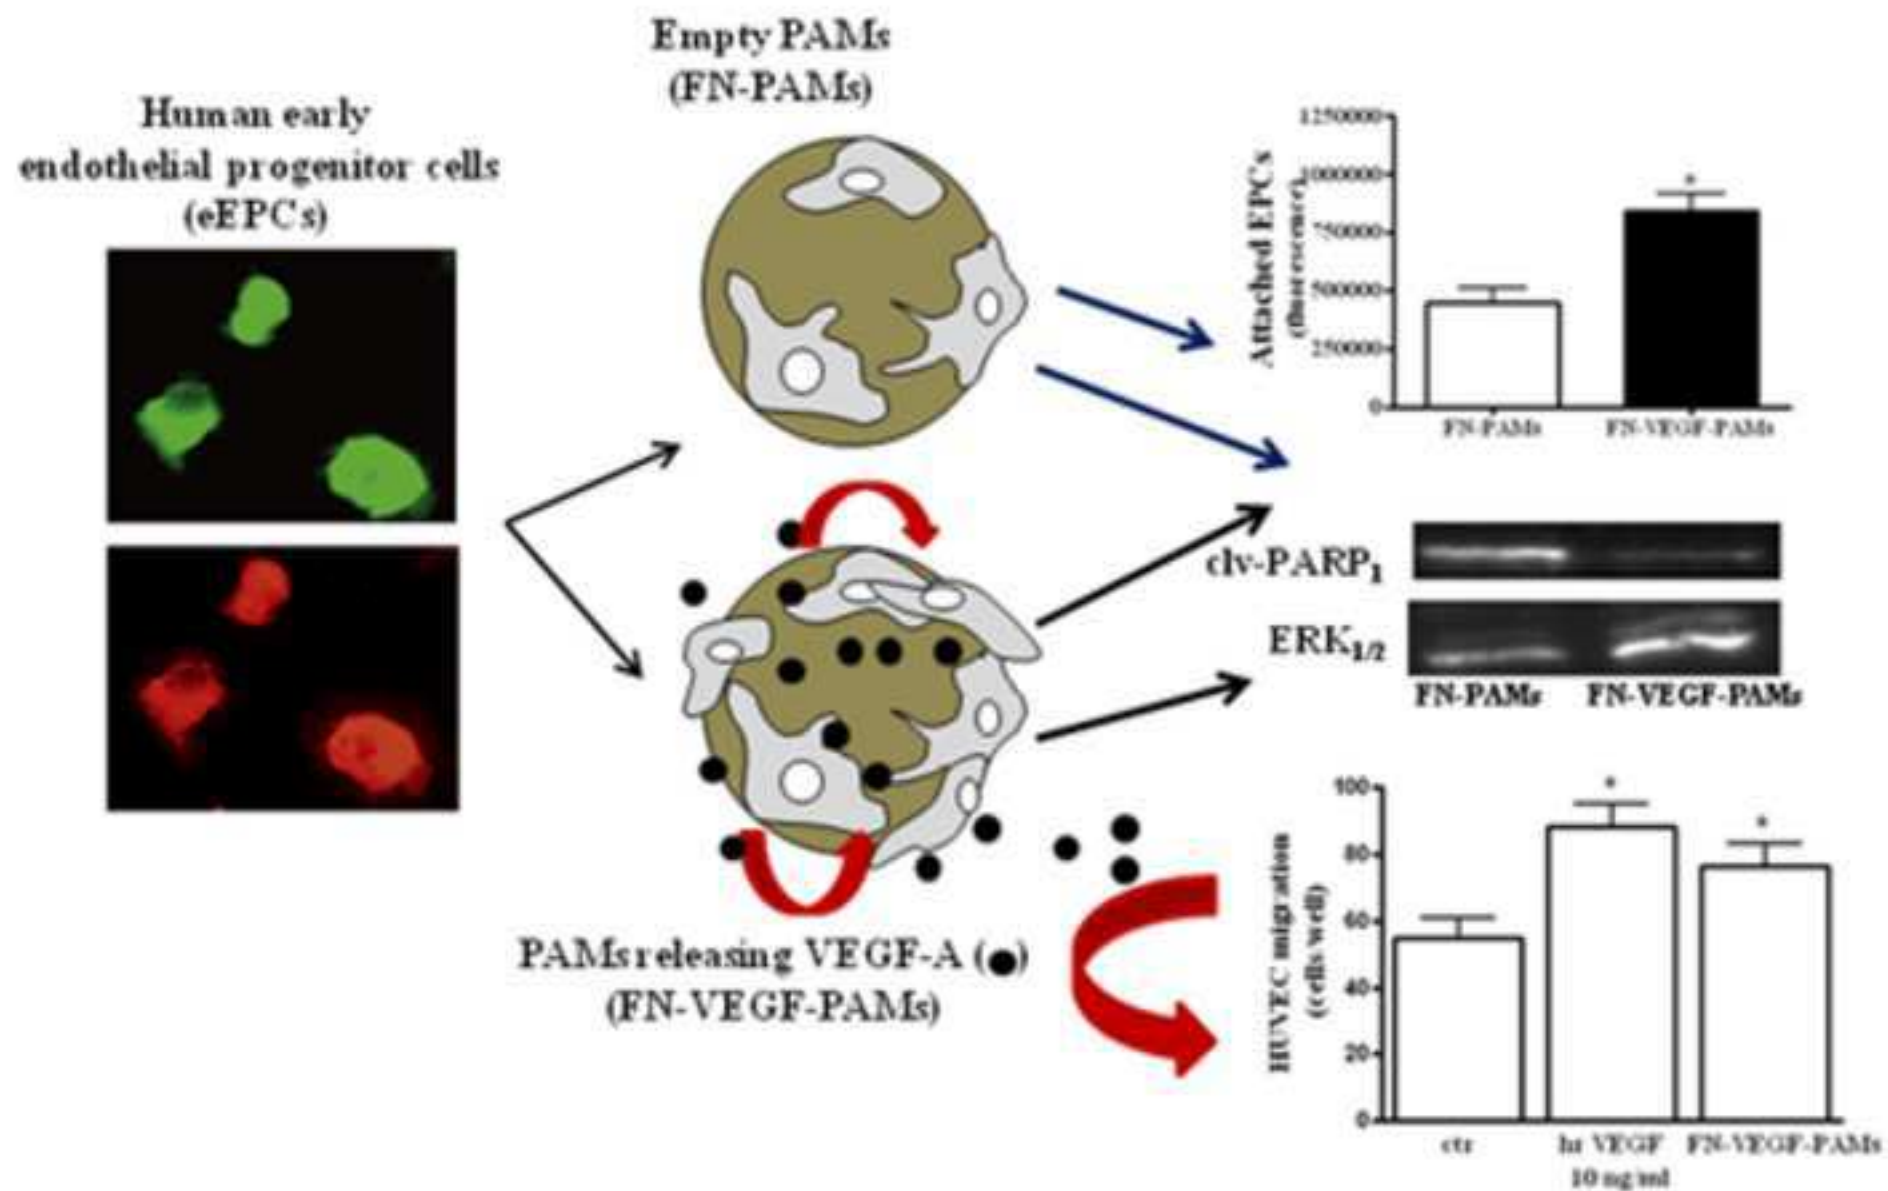 Human early
endothelial progenitor cells
(eEPCs)
Empty PAMs
(FN-PAMs)
PAMs releasing VEGF-A (●)
(FN-VEGF-PAMs)
Attached EPCs
(fluorescence)
1250000
1000000
750000
500000
250000
0
*
FN-PAMs
FN-VEGF-PAMs
clv-PARP1
ERK1/2
FN-PAMs
FN-VEGF-PAMs
HUVEC migration
(cells/well)
100
80
60
40
20
0
*
*
ctr
hr VEGF
10 ng/ml
FN-VEGF-PAMs